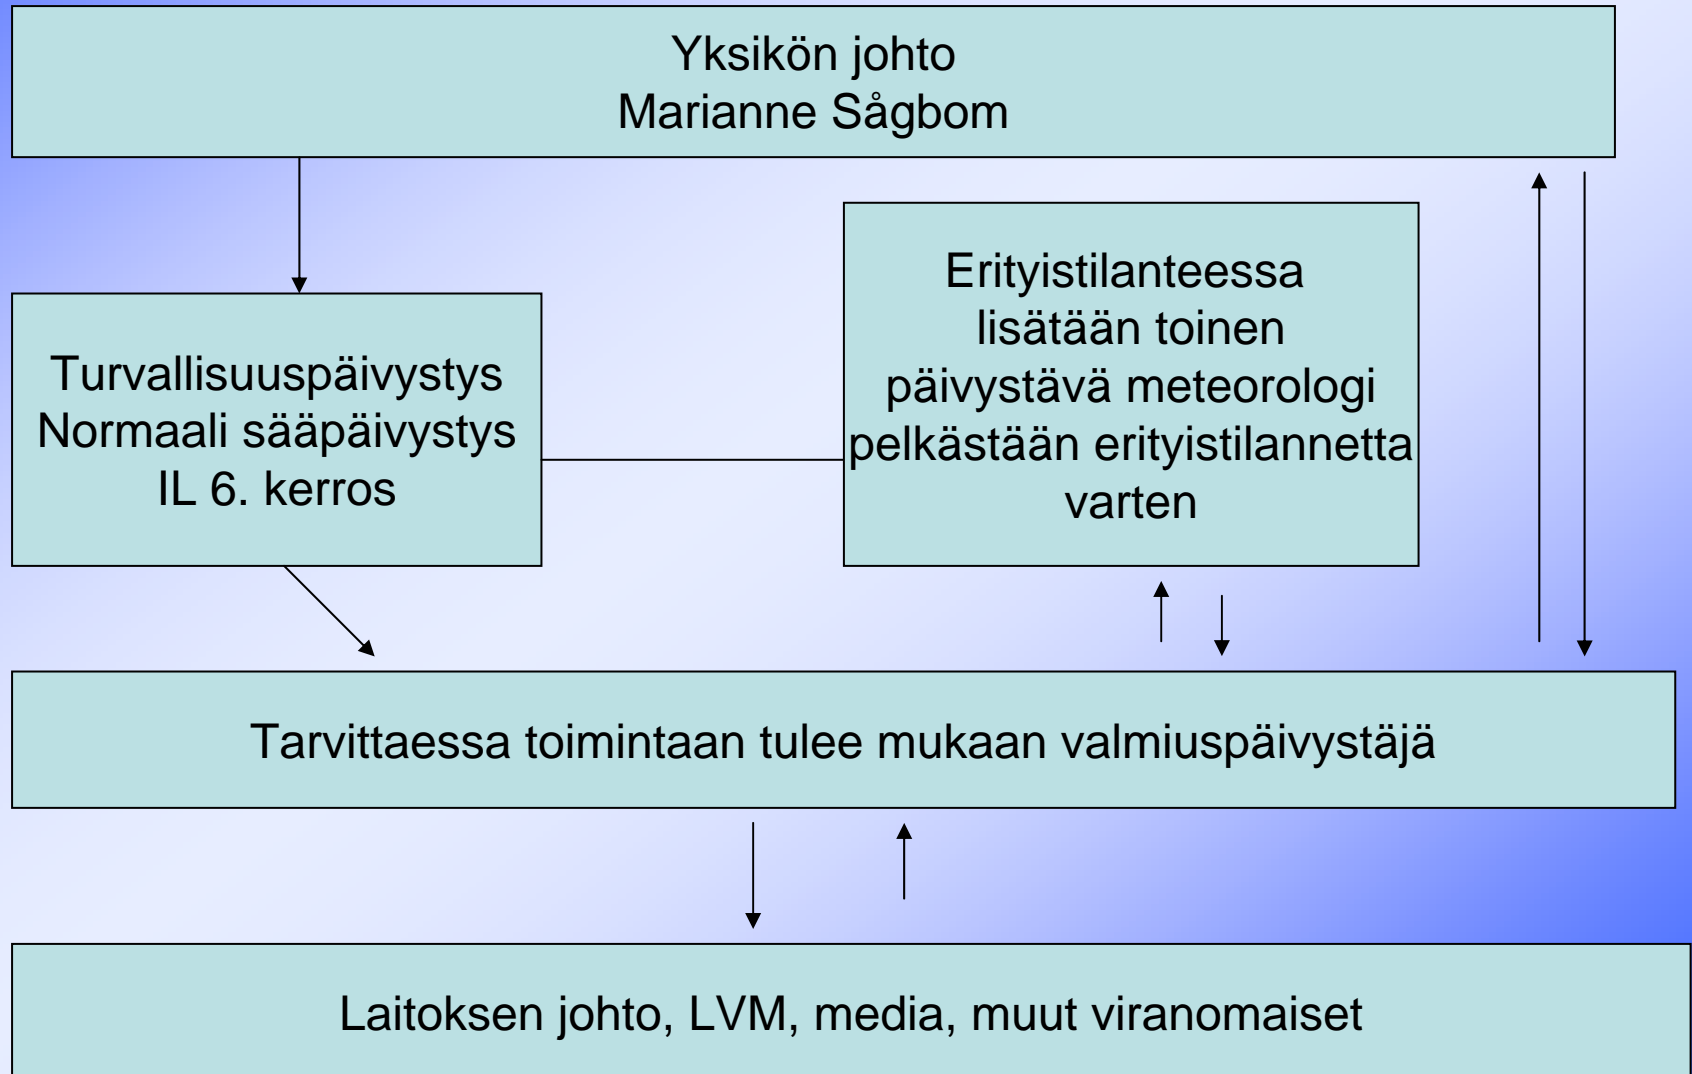 Yksikön johto
Marianne Sågbom
Turvallisuuspäivystys
Normaali sääpäivystys
IL 6. kerros
Erityistilanteessa
lisätään toinen
päivystävä meteorologi
pelkästään erityistilannetta
varten
Tarvittaessa toimintaan tulee mukaan valmiuspäivystäjä
Laitoksen johto, LVM, media, muut viranomaiset